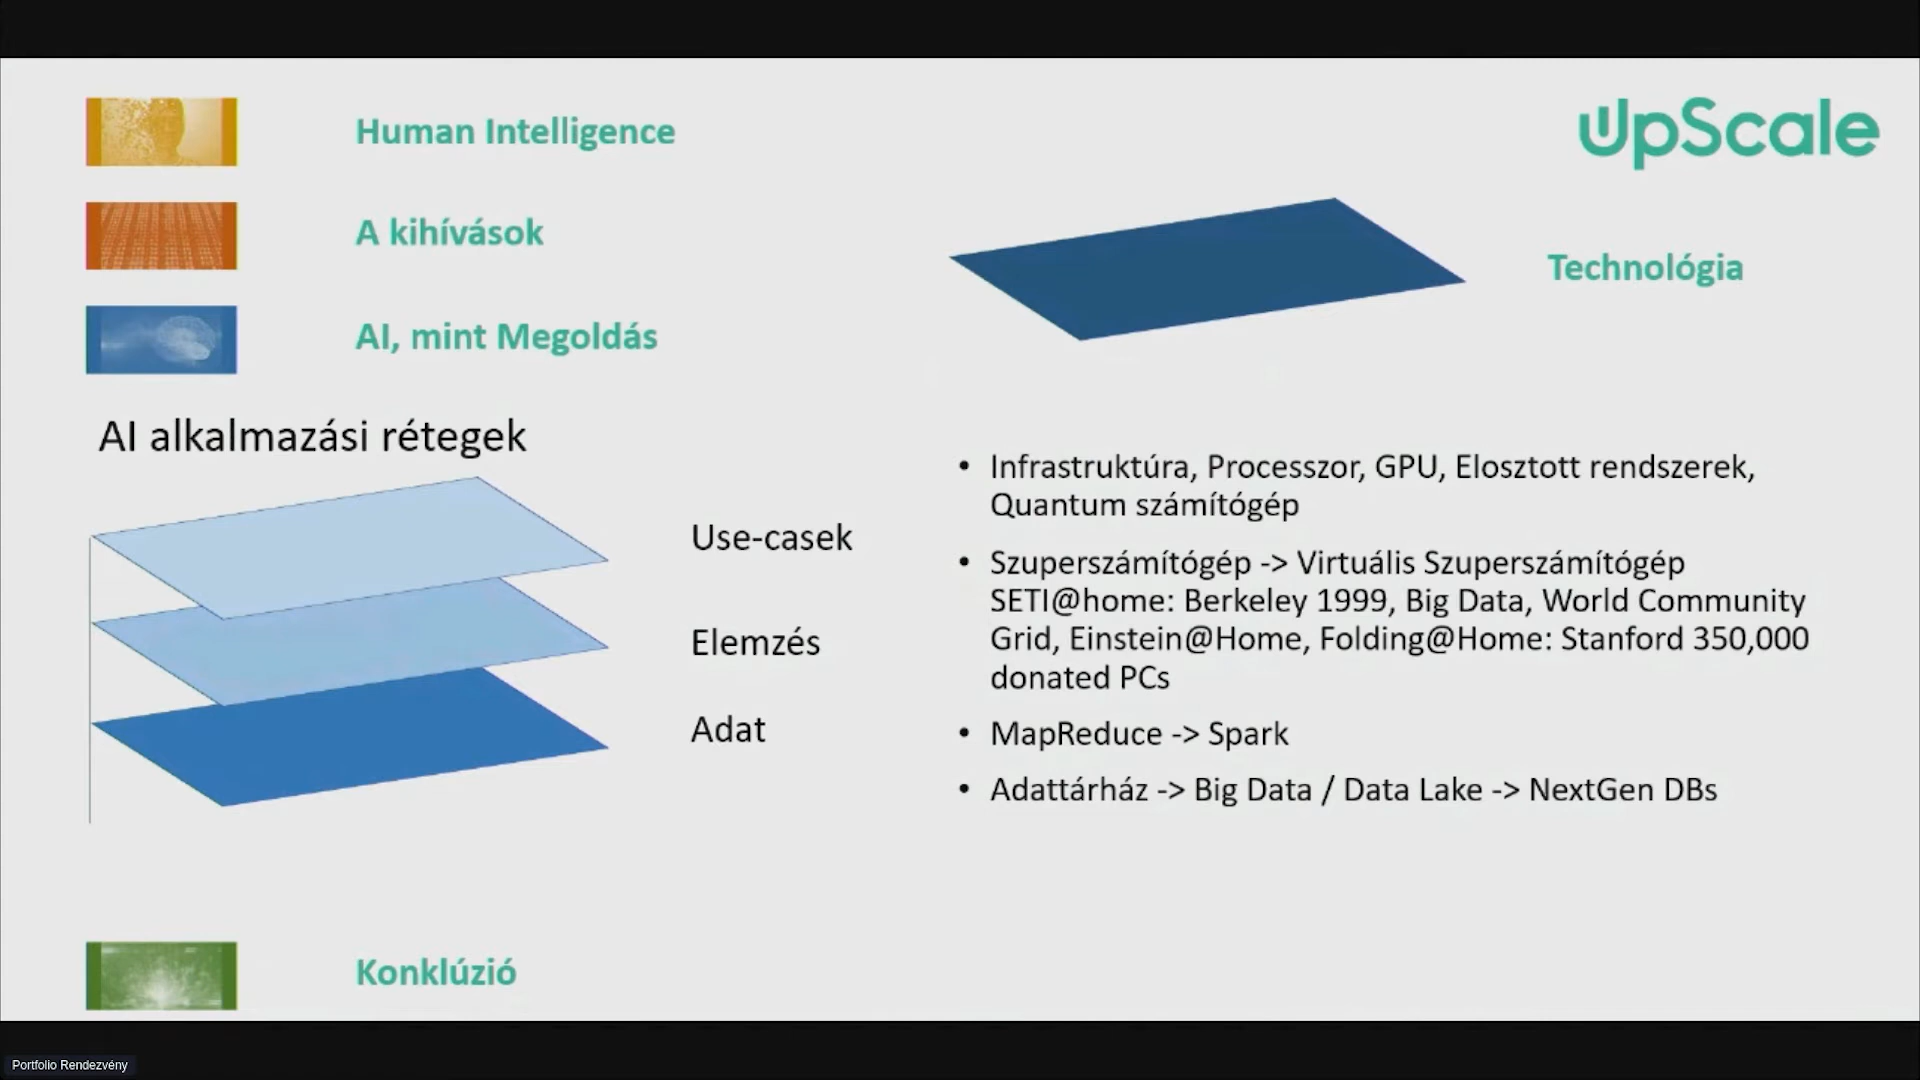 Human Intelligence
UpScale
A kihívások
Technológia
AI, mint Megoldás
AI alkalmazási rétegek
Use-casek
Elemzés
Adat
• Infrastruktúra, Processzor, GPU, Elosztott rendszerek,
Quantum számítógép
• Szuperszámítógép -> Virtuális Szuperszámítógép
SETI@home: Berkeley 1999, Big Data, World Community
Grid, Einstein@Home, Folding@Home: Stanford 350,000
donated PCs
• MapReduce -> Spark
• Adattárház -> Big Data / Data Lake -> NextGen DBs
Konklúzió
Portfolio Rendezvény